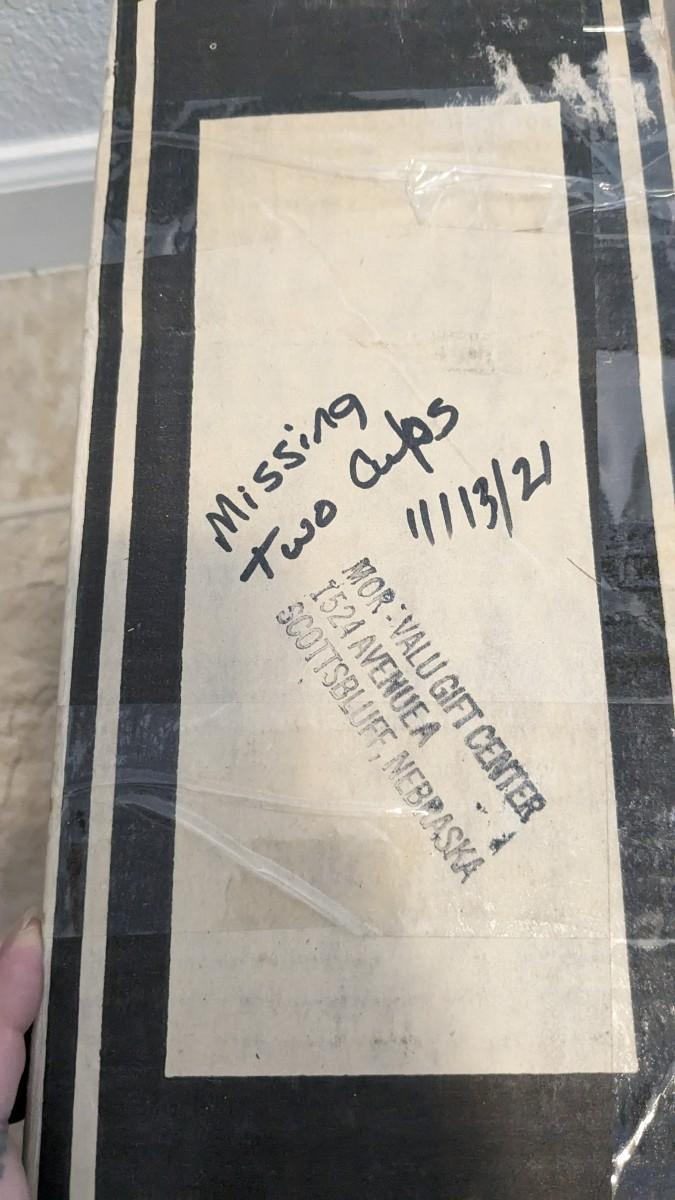 Missing
Two Cups
11/13/21
MOR-VALU GIFT CENTER
1524 AVENUE A
SCOTTSBLUFF, NEBRASKA